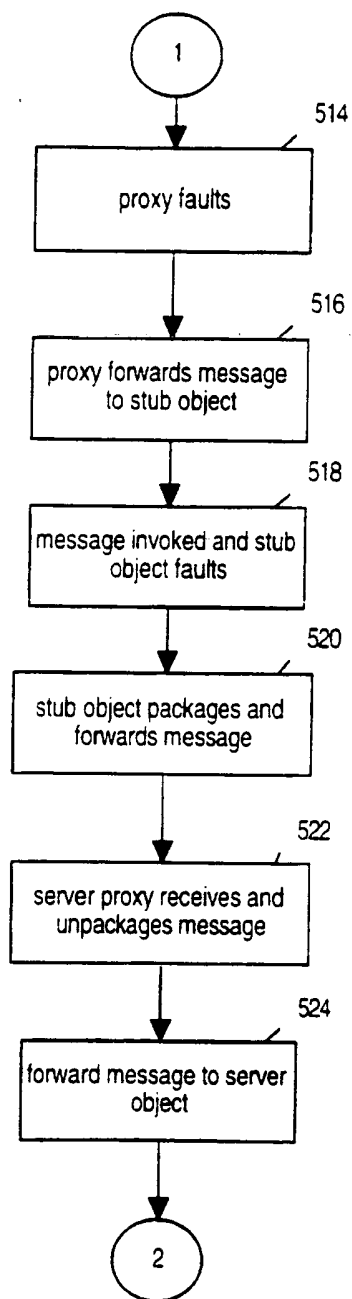 1
514
proxy faults
516
proxy forwards message
to stub object
518
message invoked and stub
object faults
520
stub object packages and
forwards message
522
server proxy receives and
unpackages message
524
forward message to server
object
2